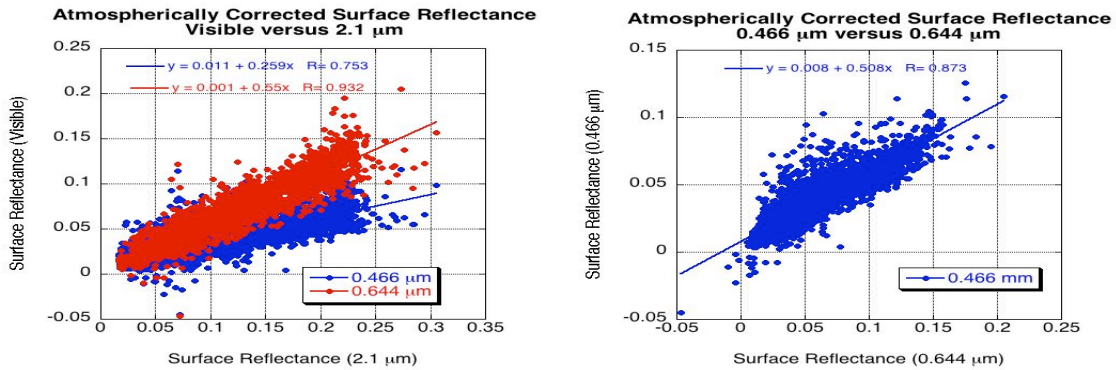 Atmospherically Corrected Surface Reflectance
Visible versus 2.1 µm
0.25
0.2
0.15
0.1
0.05
0
-0.05
Surface Reflectance (Visible)
y = 0.011 + 0.259x R= 0.753
y = 0.001 + 0.55x R= 0.932
0.466 µm
0.644 µm
0 0.05 0.1 0.15 0.2 0.25 0.3 0.35
Surface Reflectance (2.1 µm)
Atmospherically Corrected Surface Reflectance
0.466 µm versus 0.644 µm
0.15
0.1
0.05
0
-0.05
Surface Reflectance (0.466 µm)
y = 0.008 + 0.508x R= 0.873
0.466 mm
-0.05 0 0.05 0.1 0.15 0.2 0.25
Surface Reflectance (0.644 µm)